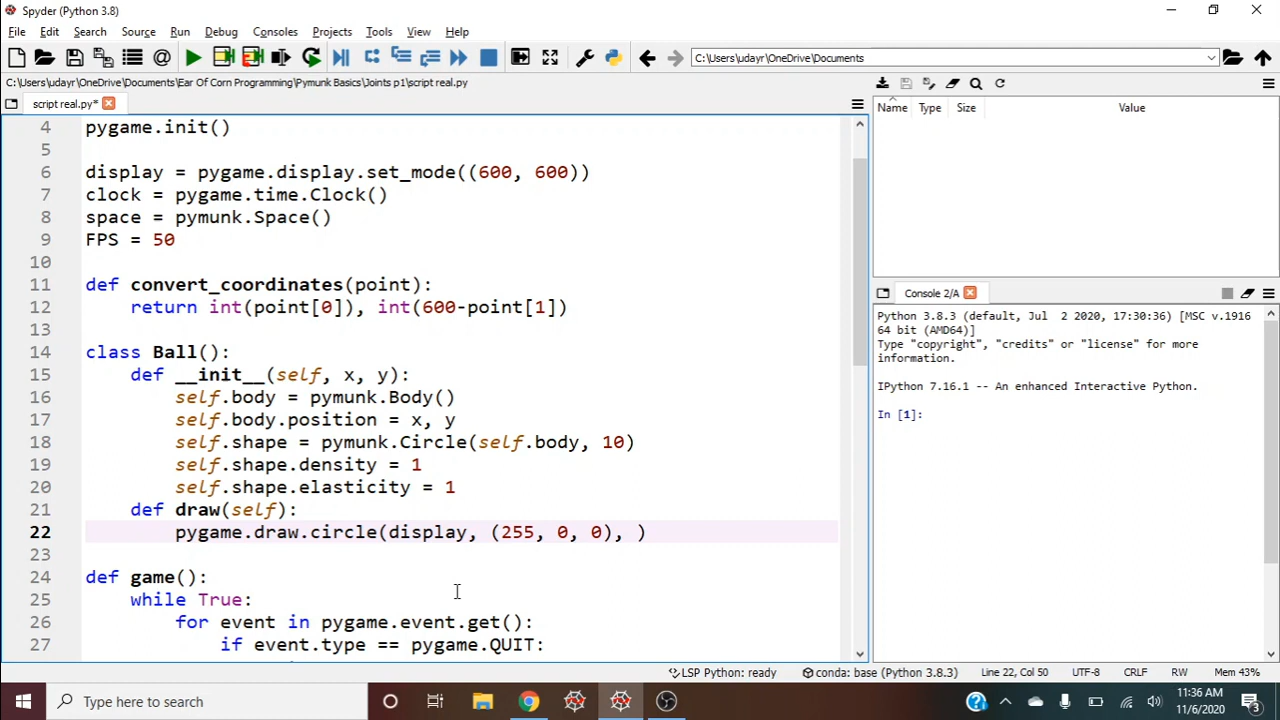 Spyder (Python 3.8)
File Edit Search Source Run Debug Consoles Projects Tools View Help
C:\Users\udayr\OneDrive\Documents
C:\Users\udayr\OneDrive\Documents\Ear Of Corn Programming\Pymunk Basics\Joints p1\script real.py
script real.py*
Name Type Size Value
4 pygame.init()
5
6 display = pygame.display.set_mode((600, 600))
7 clock = pygame.time.Clock()
8 space = pymunk.Space()
9 FPS = 50
10
11 def convert_coordinates(point):
12 return int(point[0]), int(600-point[1])
13
14 class Ball():
15 def __init__(self, x, y):
16 self.body = pymunk.Body()
17 self.body.position = x, y
18 self.shape = pymunk.Circle(self.body, 10)
19 self.shape.density = 1
20 self.shape.elasticity = 1
21 def draw(self):
22 pygame.draw.circle(display, (255, 0, 0), )
23
24 def game():
25 while True:
26 for event in pygame.event.get():
27 if event.type == pygame.QUIT:
Console 2/A
Python 3.8.3 (default, Jul 2 2020, 17:30:36) [MSC v.1916
64 bit (AMD64)]
Type "copyright", "credits" or "license" for more
information.
IPython 7.16.1 -- An enhanced Interactive Python.
In [1]:
LSP Python: ready conda: base (Python 3.8.3) Line 22, Col 50 UTF-8 CRLF RW Mem 43%
Type here to search
11:36 AM
11/6/2020
3